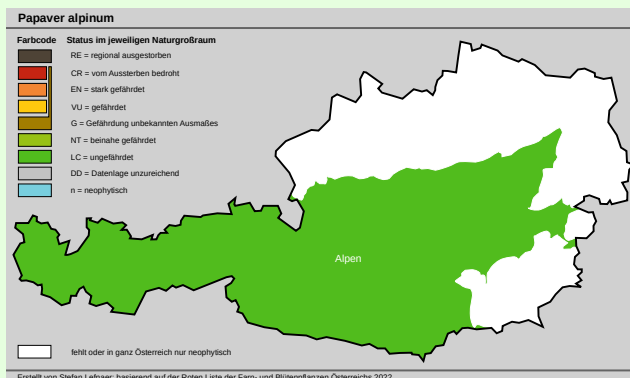 Papaver alpinum
Farbcode Status im jeweiligen Naturgroßraum
RE = regional ausgestorben
CR = vom Aussterben bedroht
EN = stark gefährdet
VU = gefährdet
G = Gefährdung unbekannten Ausmaßes
NT = beinahe gefährdet
LC = ungefährdet
DD = Datenlage unzureichend
n = neophytisch
Alpen
fehlt oder in ganz Österreich nur neophytisch
Erstellt von Stefan Lefnaer; basierend auf der Roten Liste der Farn- und Blütenpflanzen Österreichs 2022